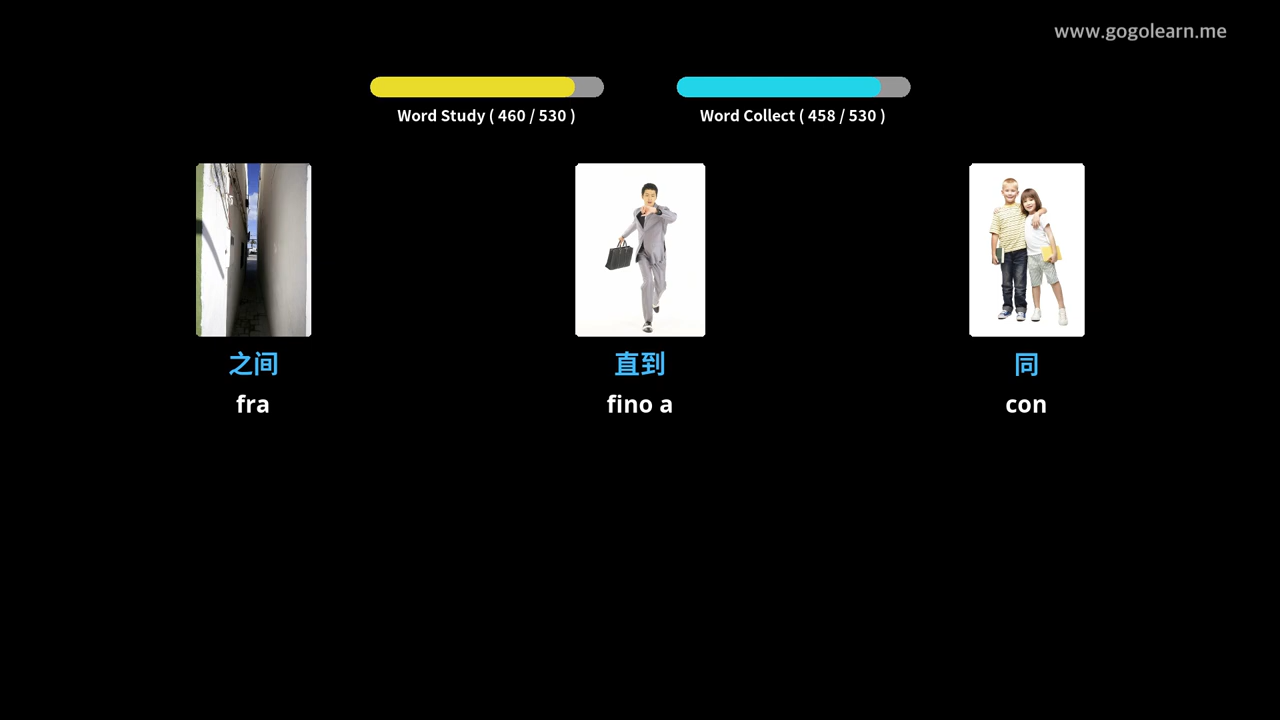 www.gogolearn.me
Word Study ( 460 / 530 )
Word Collect ( 458 / 530 )
之间
直到
同
fra
fino a
con